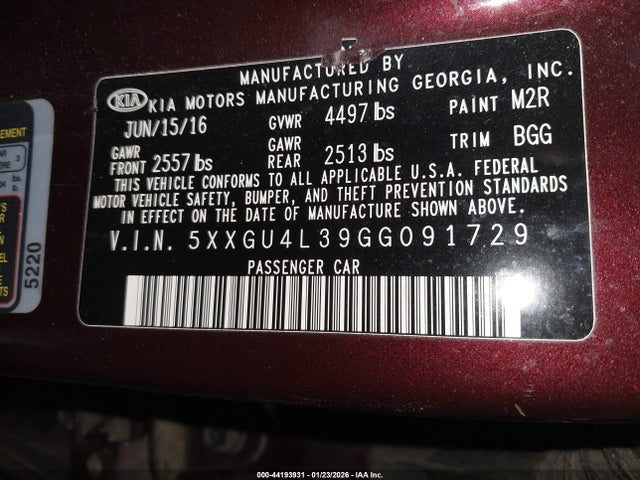 MANUFACTURED BY
KIA KIA MOTORS MANUFACTURING GEORGIA, INC.
JUN/15/16 GVWR 4497 lbs PAINT M2R
GAWR FRONT 2557 lbs GAWR REAR 2513 lbs TRIM BGG
THIS VEHICLE CONFORMS TO ALL APPLICABLE U.S.A. FEDERAL
MOTOR VEHICLE SAFETY, BUMPER, AND THEFT PREVENTION STANDARDS
IN EFFECT ON THE DATE OF MANUFACTURE SHOWN ABOVE.
V.I.N. 5XXGU4L39GG091729
PASSENGER CAR
5220
000-44193931 - 01/23/2026 - IAA Inc.